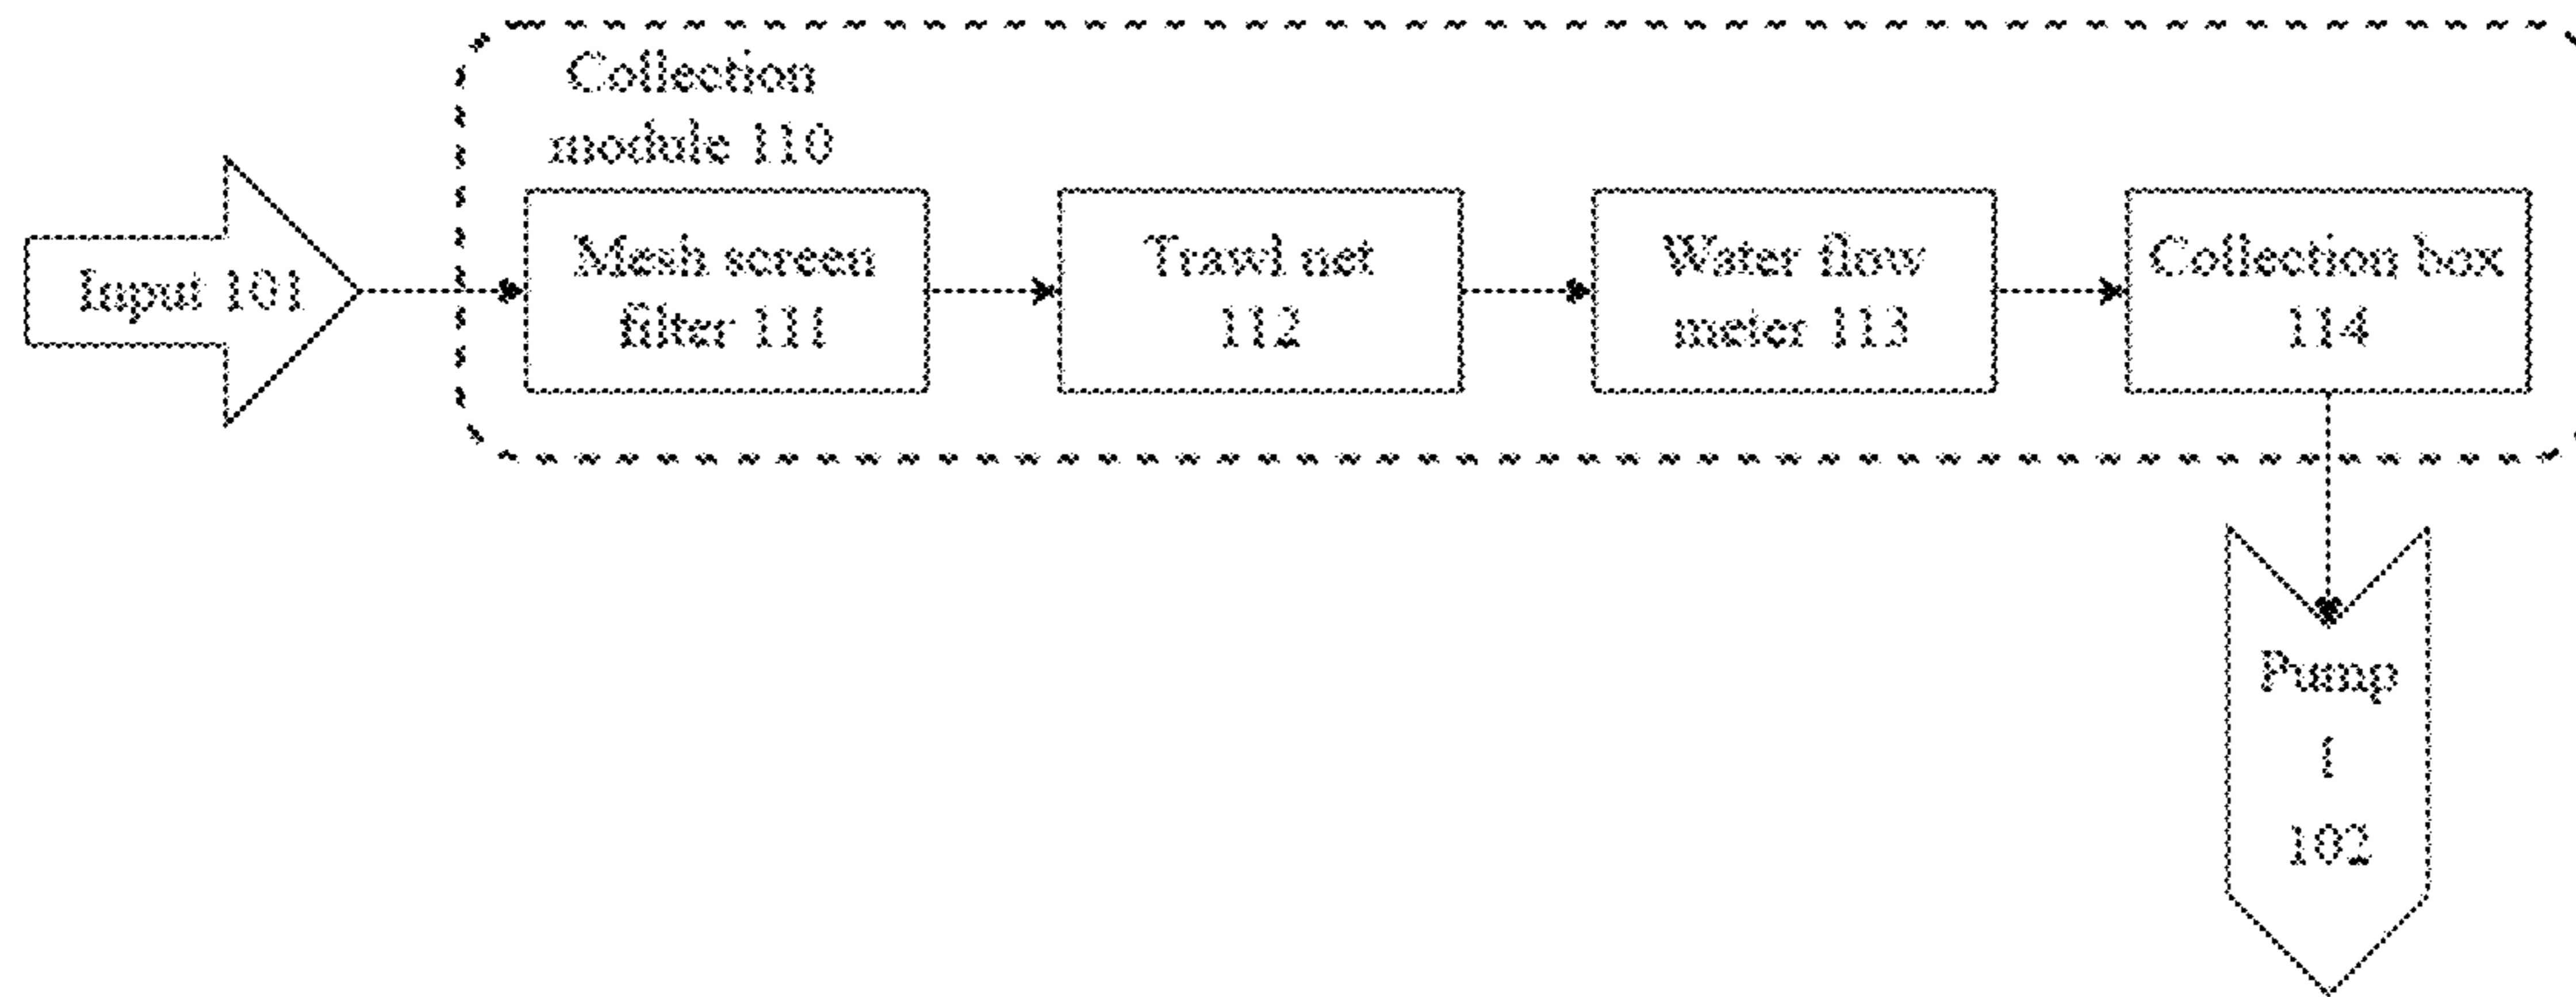 Collection
module 110
Input 101
Mesh screen
filter 111
Trawl net
112
Water flow
meter 113
Collection box
114
Pump
1
102